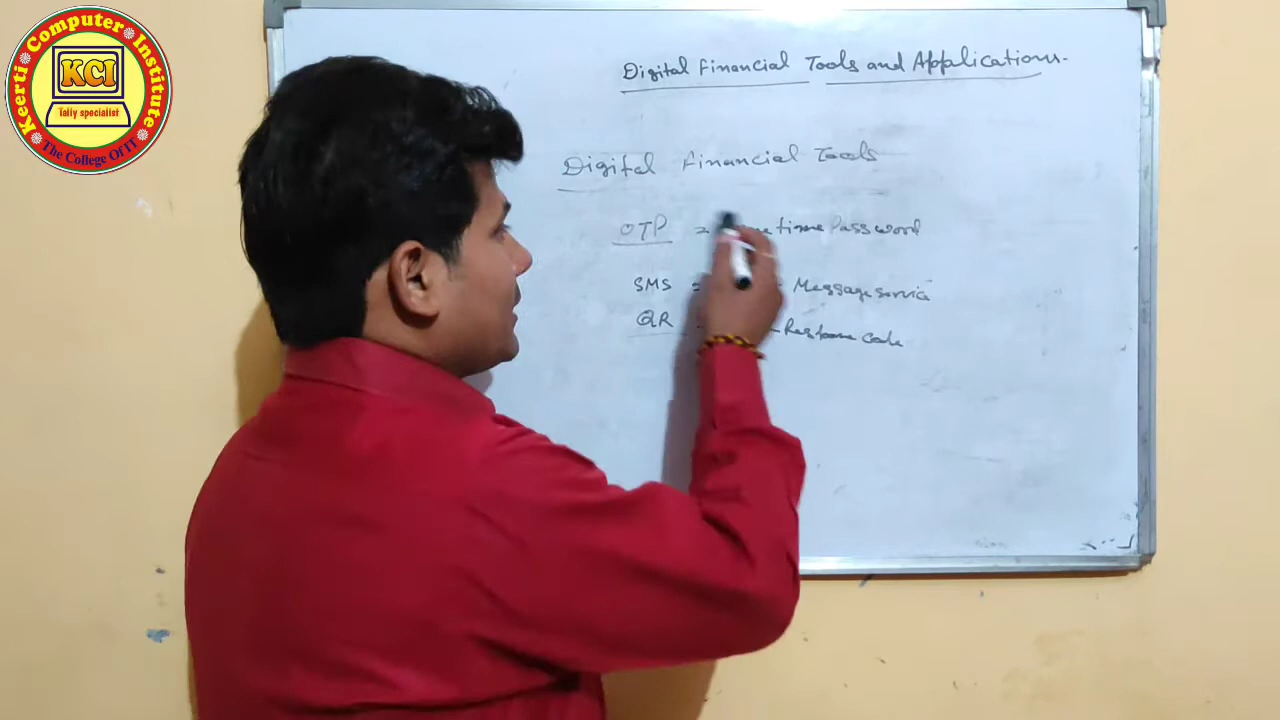 Keerti Computer Institute
KCI
Tally specialist
The College Of IT
Digital Financial Tools and Applications.
Digital Financial Tools
OTP = time Password
SMS = Message service
QR Response Code